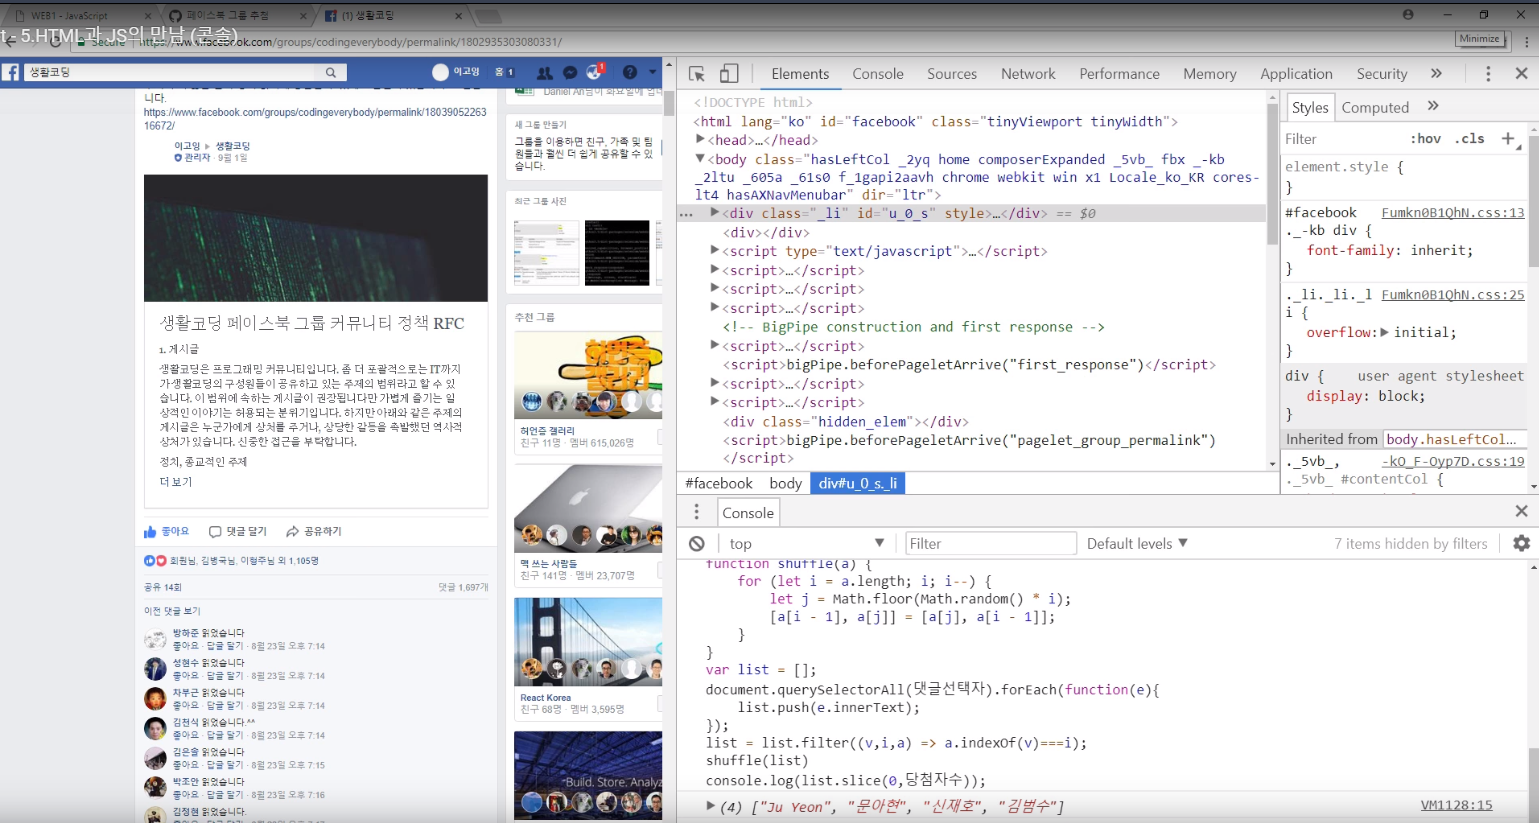 WEB1 - JavaScript
페이스북 그룹 추첨
(1) 생활코딩
t - 5.HTML과 JS의 만남 (콘솔)
Secure
https://www.facebook.com/groups/codingeverybody/permalink/1802935303080331/
Minimize
생활코딩
이고잉
홈 1
1
니다.
https://www.facebook.com/groups/codingeverybody/permalink/18039052263
16672/
이고잉 ▶ 생활코딩
관리자 · 9월 1일
생활코딩 페이스북 그룹 커뮤니티 정책 RFC
1. 게시글
생활코딩은 프로그래밍 커뮤니티입니다. 좀 더 포괄적으로는 IT까지
가 생활코딩의 구성원들이 공유하고 있는 주제의 범위라고 할 수 있
습니다. 이 범위에 속하는 게시글이 권장됩니다만 가볍게 즐기는 일
상적인 이야기는 허용되는 분위기입니다. 하지만 아래와 같은 주제의
게시글은 누군가에게 상처를 주거나, 상당한 갈등을 촉발했던 역사적
상처가 있습니다. 신중한 접근을 부탁합니다.
정치, 종교적인 주제
더 보기
좋아요 댓글 달기 공유하기
회원님, 김병국님, 이형주님 외 1,105명
공유 14회 댓글 1,697개
이전 댓글 보기
방하준 읽었습니다
좋아요 · 답글 달기 · 8월 23일 오후 7:14
성현수 읽었습니다
좋아요 · 답글 달기 · 8월 23일 오후 7:14
차부근 읽었습니다
좋아요 · 답글 달기 · 8월 23일 오후 7:14
김천식 읽었습니다.^^
좋아요 · 답글 달기 · 8월 23일 오후 7:14
김은솔 읽었습니다
좋아요 · 답글 달기 · 8월 23일 오후 7:15
박조안 읽었습니다
좋아요 · 답글 달기 · 8월 23일 오후 7:16
김정현 읽었습니다.
Daniel An님이 화요일에 업데
새 그룹 만들기
그룹을 이용하면 친구, 가족 및 팀
원들과 훨씬 더 쉽게 공유할 수 있
습니다.
최근 그룹 사진
추천 그룹
허언증 갤러리
친구 11명 · 멤버 615,026명
맥 쓰는 사람들
친구 141명 · 멤버 23,707명
React Korea
친구 68명 · 멤버 3,595명
Build. Store. Analyz
Elements Console Sources Network Performance Memory Application Security »
<!DOCTYPE html>
<html lang="ko" id="facebook" class="tinyViewport tinyWidth">
▶<head>…</head>
▼<body class="hasLeftCol _2yq home composerExpanded _5vb_ fbx _-kb
_2ltu _605a _61s0 f_1gapi2aavh chrome webkit win x1 Locale_ko_KR cores-
lt4 hasAXNavMenubar" dir="ltr">
… ▶<div class="_li" id="u_0_s" style>…</div> == $0
<div></div>
▶<script type="text/javascript">…</script>
▶<script>…</script>
▶<script>…</script>
▶<script>…</script>
<!-- BigPipe construction and first response -->
▶<script>…</script>
<script>bigPipe.beforePageletArrive("first_response")</script>
▶<script>…</script>
▶<script>…</script>
<div class="hidden_elem"></div>
<script>bigPipe.beforePageletArrive("pagelet_group_permalink")
</script>
#facebook body div#u_0_s._li
Styles Computed »
Filter :hov .cls +
element.style {
}
#facebook Fumkn0B1QhN.css:13
._-kb div {
font-family: inherit;
}
._li._li._l Fumkn0B1QhN.css:25
i {
overflow:▶ initial;
}
div { user agent stylesheet
display: block;
}
Inherited from body.hasLeftCol…
._5vb_, -kO_F-Oyp7D.css:19
._5vb_ #contentCol {
Console
top ▼ Filter Default levels ▼ 7 items hidden by filters
function shuffle(a) {
for (let i = a.length; i; i--) {
let j = Math.floor(Math.random() * i);
[a[i - 1], a[j]] = [a[j], a[i - 1]];
}
}
var list = [];
document.querySelectorAll(댓글선택자).forEach(function(e){
list.push(e.innerText);
});
list = list.filter((v,i,a) => a.indexOf(v)===i);
shuffle(list)
console.log(list.slice(0,당첨자수));
▶ (4) ["Ju Yeon", "문아현", "신재호", "김범수"] VM1128:15